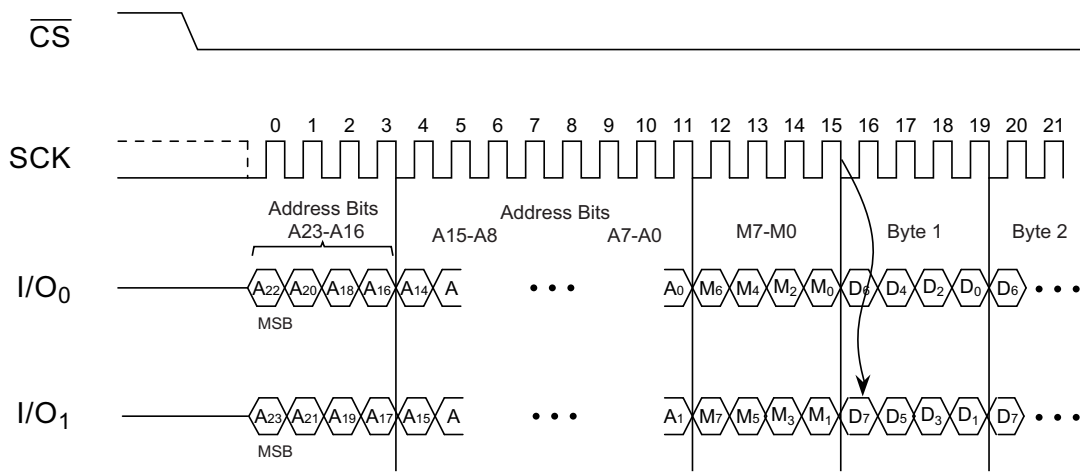 CS
0 1 2 3 4 5 6 7 8 9 10 11 12 13 14 15 16 17 18 19 20 21
SCK
Address Bits
A23-A16
Address Bits
A15-A8 A7-A0 M7-M0 Byte 1 Byte 2
I/O0 A22 A20 A18 A16 A14 A • • • A0 M6 M4 M2 M0 D6 D4 D2 D0 D6 • • •
MSB
I/O1 A23 A21 A19 A17 A15 A • • • A1 M7 M5 M3 M1 D7 D5 D3 D1 D7 • • •
MSB